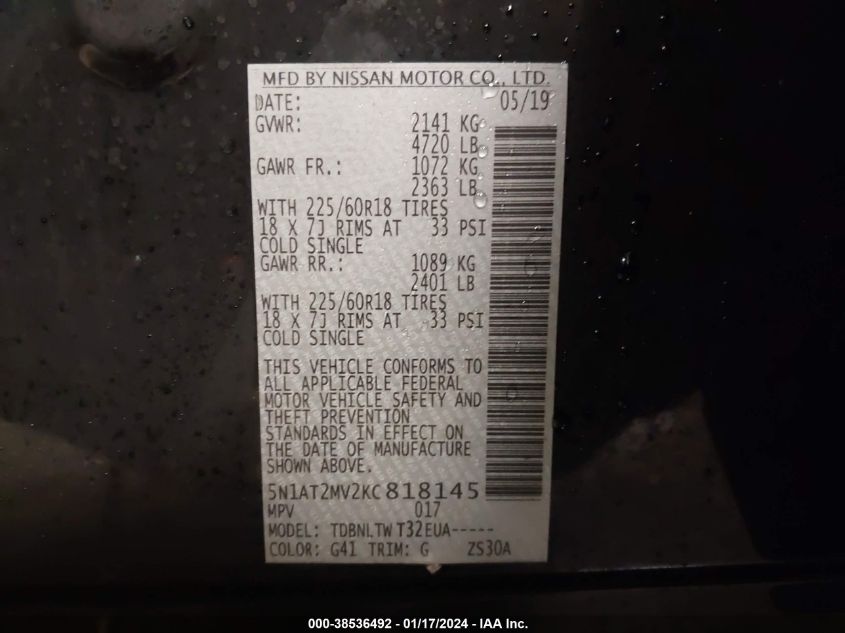 MFD BY NISSAN MOTOR CO., LTD.
DATE: 05/19
GVWR: 2141 KG
4720 LB
GAWR FR.: 1072 KG
2363 LB
WITH 225/60R18 TIRES
18 X 7J RIMS AT 33 PSI
COLD SINGLE
GAWR RR.: 1089 KG
2401 LB
WITH 225/60R18 TIRES
18 X 7J RIMS AT 33 PSI
COLD SINGLE
THIS VEHICLE CONFORMS TO
ALL APPLICABLE FEDERAL
MOTOR VEHICLE SAFETY AND
THEFT PREVENTION
STANDARDS IN EFFECT ON
THE DATE OF MANUFACTURE
SHOWN ABOVE.
5N1AT2MV2KC818145
MPV 017
MODEL: TDBNLTW T32EUA-----
COLOR: G41 TRIM: G ZS30A
000-38536492 - 01/17/2024 - IAA Inc.